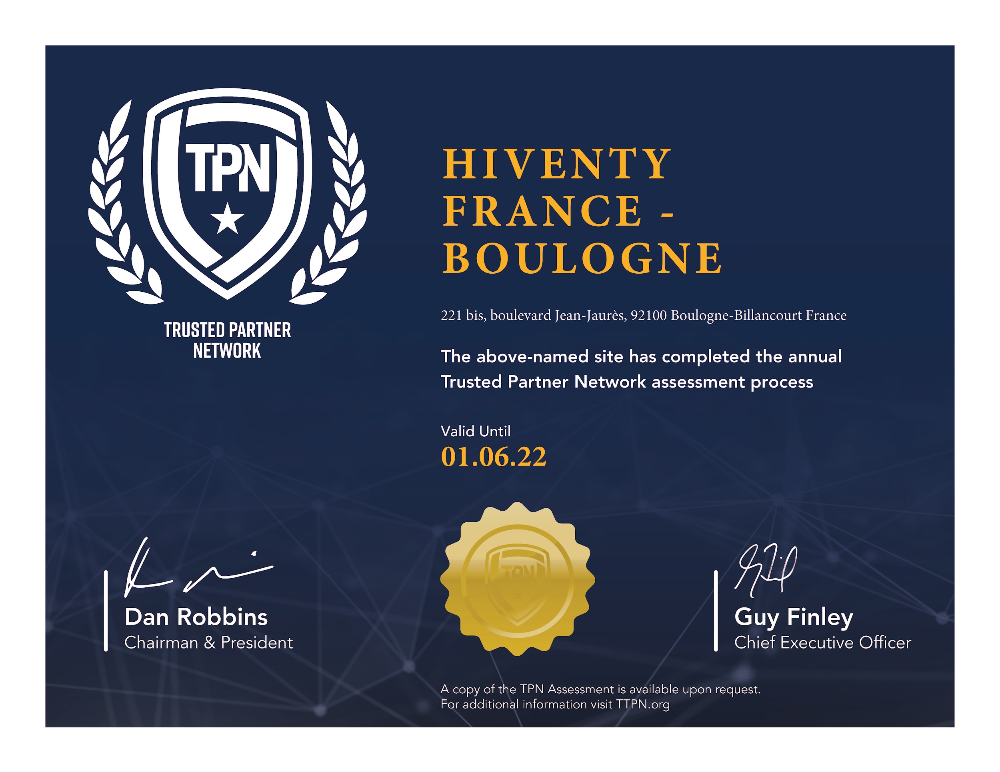 TPN
TRUSTED PARTNER
NETWORK
HIVENTY
FRANCE -
BOULOGNE
221 bis, boulevard Jean-Jaurès, 92100 Boulogne-Billancourt France
The above-named site has completed the annual
Trusted Partner Network assessment process
Valid Until
01.06.22
TPN
Dan Robbins
Chairman & President
Guy Finley
Chief Executive Officer
A copy of the TPN Assessment is available upon request.
For additional information visit TTPN.org